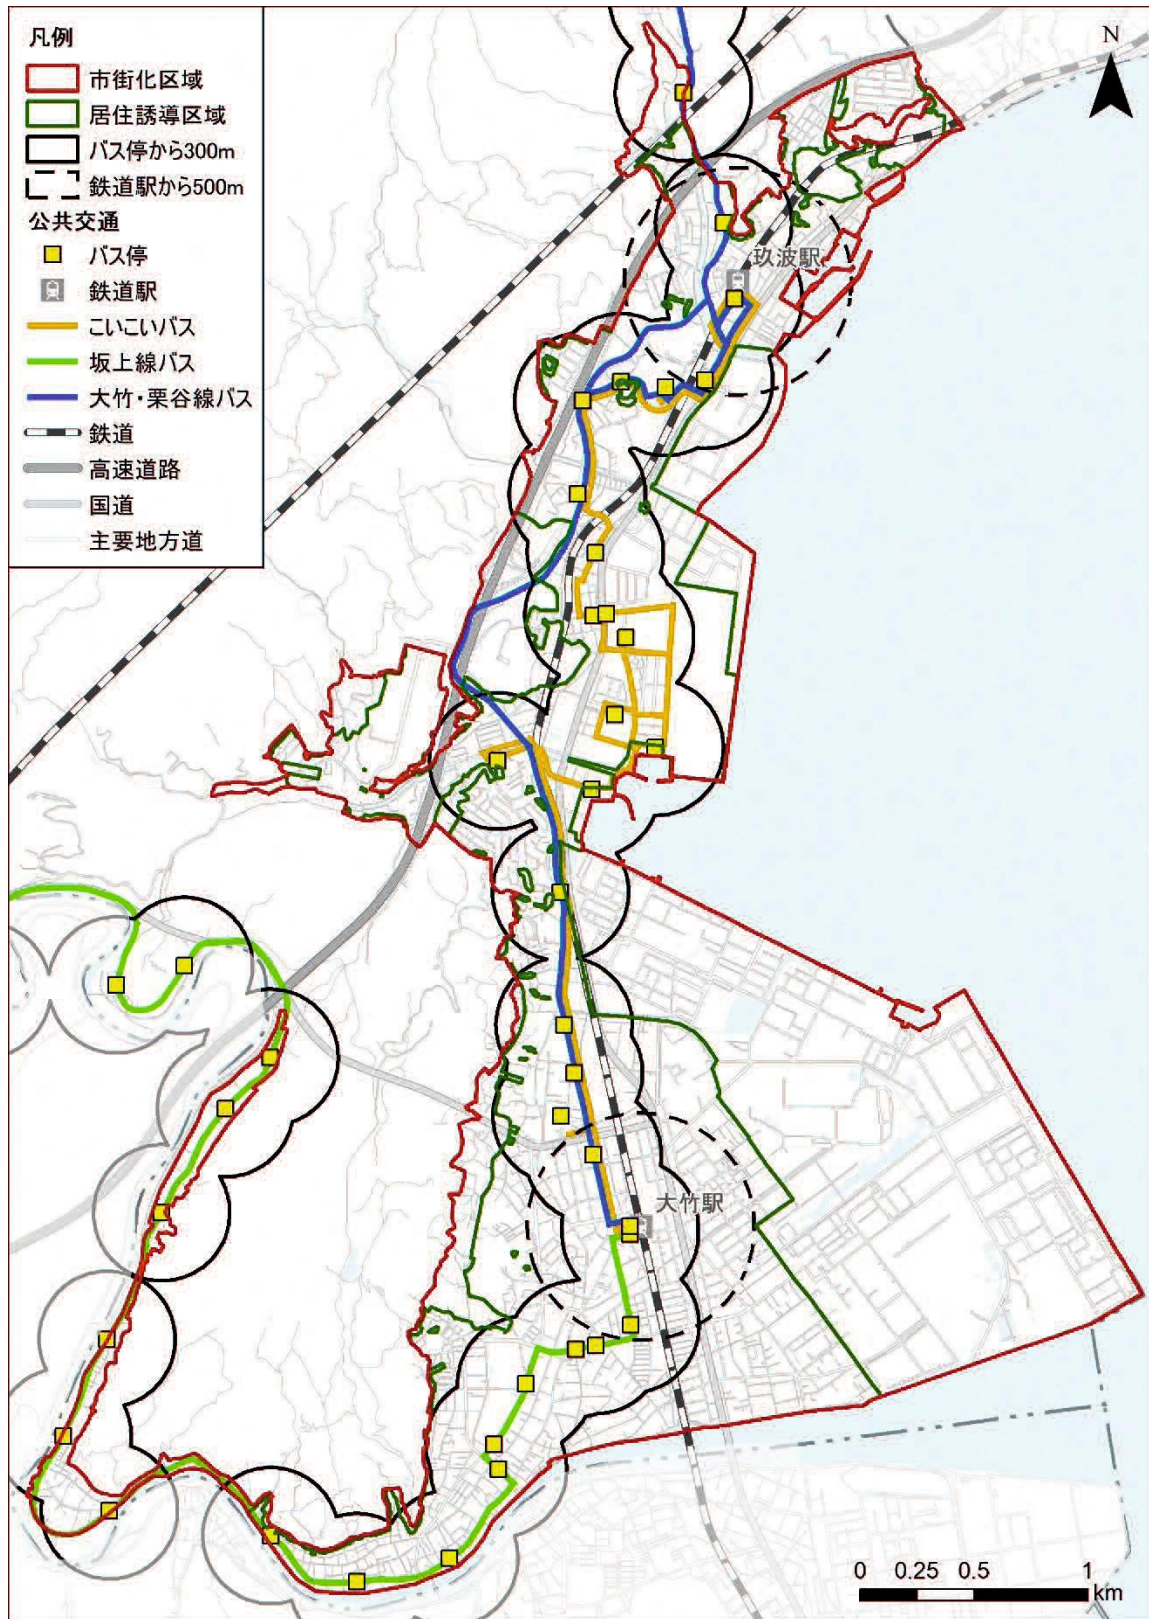 凡例
市街化区域
居住誘導区域
バス停から300m
鉄道駅から500m
公共交通
バス停
鉄道駅
こいこいバス
坂上線バス
大竹・栗谷線バス
鉄道
高速道路
国道
主要地方道
N
玖波駅
大竹駅
0 0.25 0.5 1
km